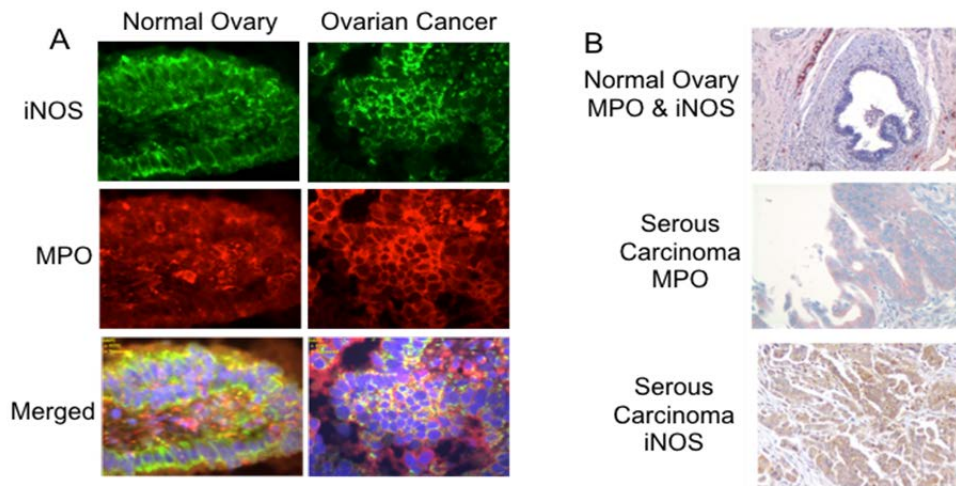 A
Normal Ovary
Ovarian Cancer
iNOS
MPO
Merged
B
Normal Ovary
MPO & iNOS
Serous
Carcinoma
MPO
Serous
Carcinoma
iNOS